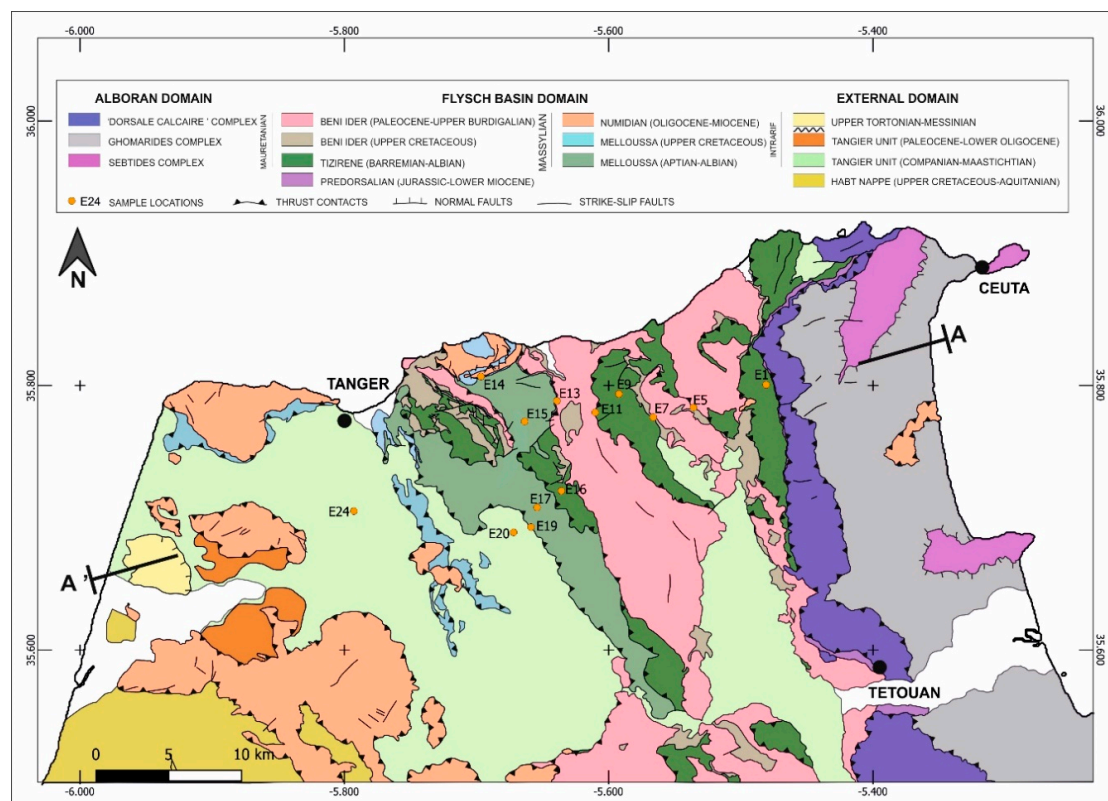 -6.000 -5.800 -5.600 -5.400
36.000 36.000
ALBORAN DOMAIN
'DORSALE CALCAIRE ' COMPLEX
GHOMARIDES COMPLEX
SEBTIDES COMPLEX
FLYSCH BASIN DOMAIN
MAURETANIAN
BENI IDER (PALEOCENE-UPPER BURDIGALIAN)
BENI IDER (UPPER CRETACEOUS)
TIZIRENE (BARREMIAN-ALBIAN)
PREDORSALIAN (JURASSIC-LOWER MIOCENE)
MASSYLIAN
NUMIDIAN (OLIGOCENE-MIOCENE)
MELLOUSSA (UPPER CRETACEOUS)
MELLOUSSA (APTIAN-ALBIAN)
EXTERNAL DOMAIN
INTRARIF
UPPER TORTONIAN-MESSINIAN
TANGIER UNIT (PALEOCENE-LOWER OLIGOCENE)
TANGIER UNIT (COMPANIAN-MAASTICHTIAN)
HABT NAPPE (UPPER CRETACEOUS-AQUITANIAN)
E24 SAMPLE LOCATIONS THRUST CONTACTS NORMAL FAULTS STRIKE-SLIP FAULTS
N
CEUTA
A
TANGER
35.800 35.800
E14
E13
E9
E1
E15
E11
E7
E5
E16
E17
E24
E19
E20
A'
35.600 35.600
TETOUAN
0 5 10 km
-6.000 -5.800 -5.600 -5.400